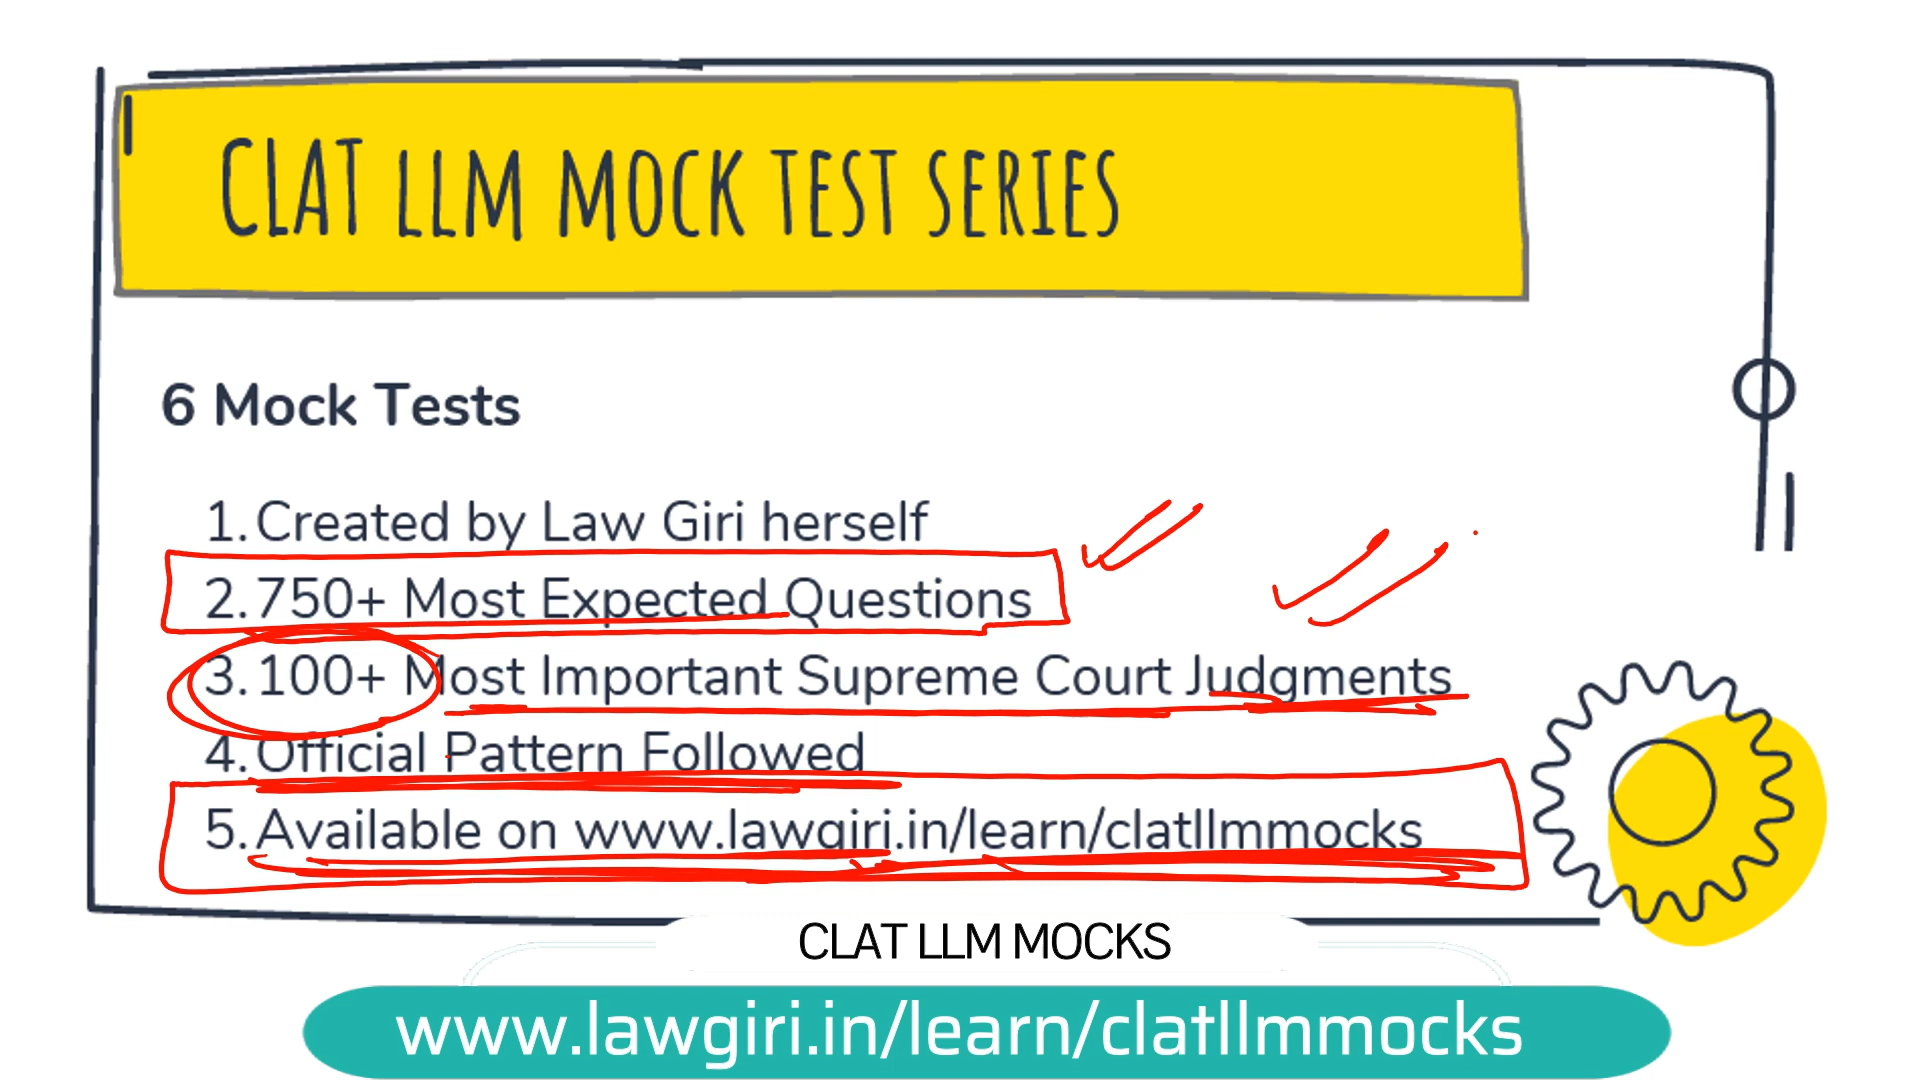 CLAT LLM MOCK TEST SERIES
6 Mock Tests
1. Created by Law Giri herself
2. 750+ Most Expected Questions
3. 100+ Most Important Supreme Court Judgments
4. Official Pattern Followed
5. Available on www.lawgiri.in/learn/clatllmmocks
CLAT LLM MOCKS
www.lawgiri.in/learn/clatllmmocks